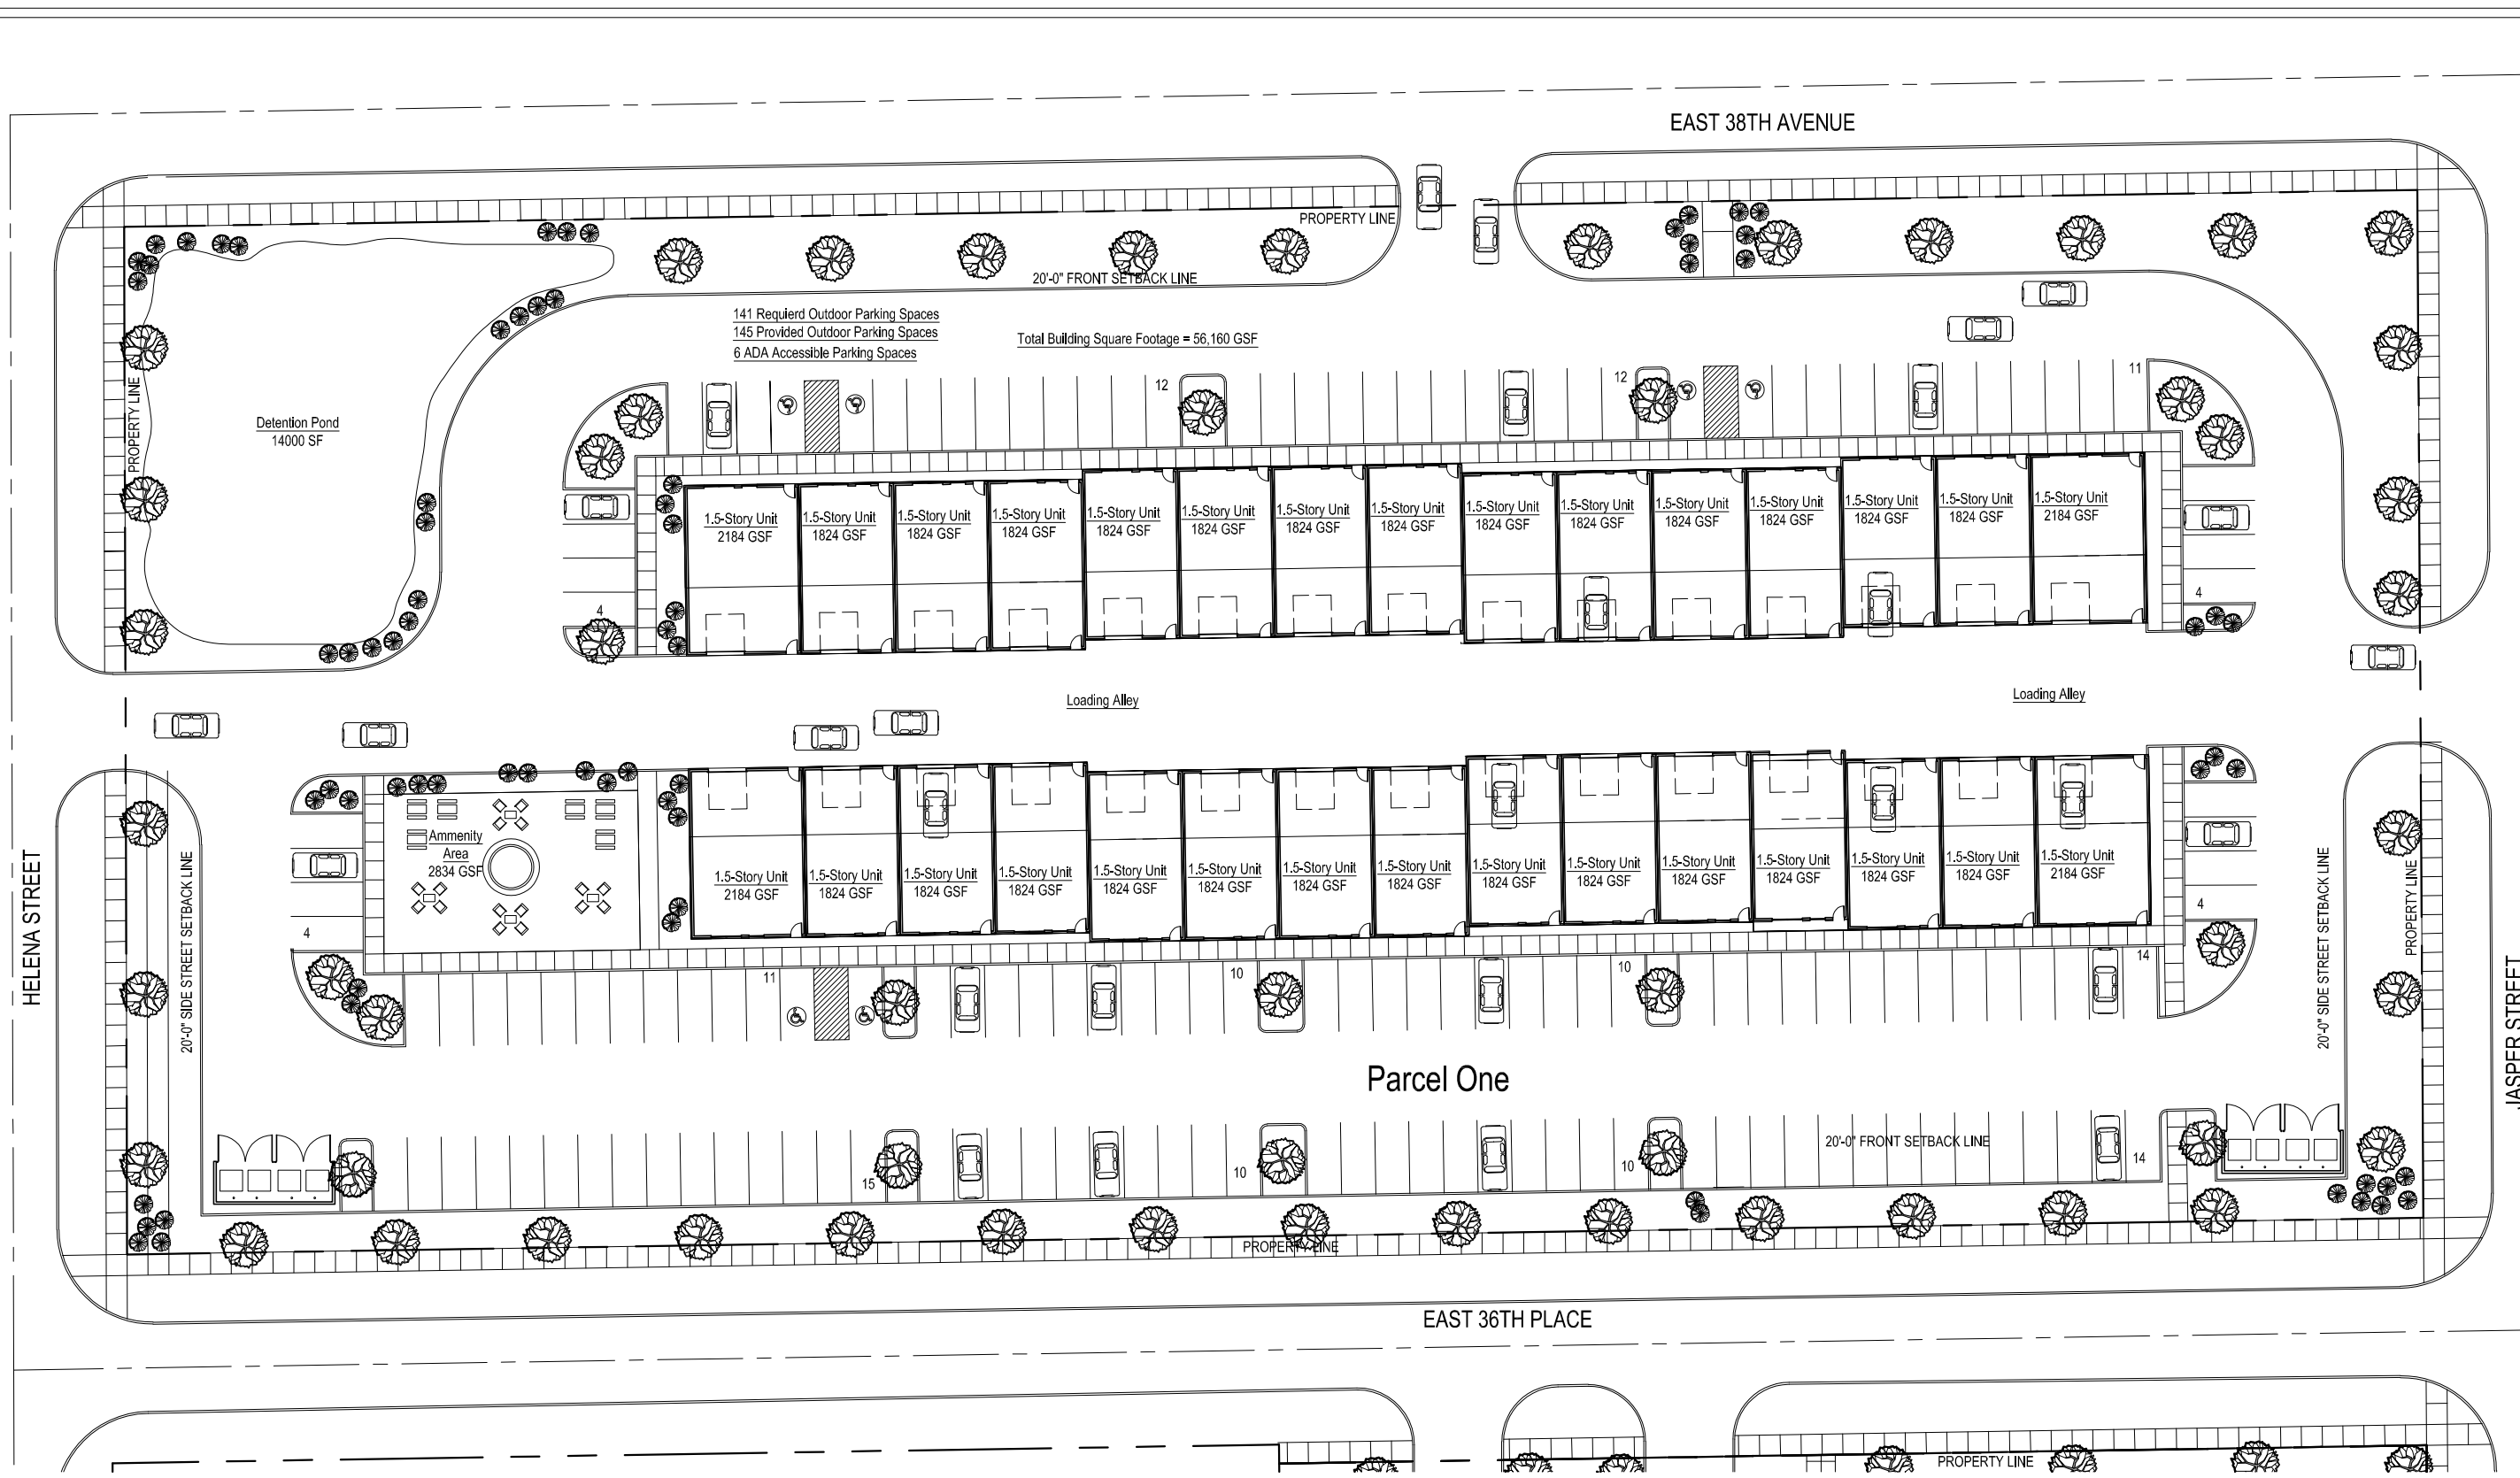 EAST 38TH AVENUE
PROPERTY LINE
20'-0" FRONT SETBACK LINE
141 Requierd Outdoor Parking Spaces
145 Provided Outdoor Parking Spaces
6 ADA Accessible Parking Spaces
Total Building Square Footage = 56,160 GSF
12
12
11
PROPERTY LINE
Detention Pond
14000 SF
1.5-Story Unit
2184 GSF
1.5-Story Unit
1824 GSF
1.5-Story Unit
1824 GSF
1.5-Story Unit
1824 GSF
1.5-Story Unit
1824 GSF
1.5-Story Unit
1824 GSF
1.5-Story Unit
1824 GSF
1.5-Story Unit
1824 GSF
1.5-Story Unit
1824 GSF
1.5-Story Unit
1824 GSF
1.5-Story Unit
1824 GSF
1.5-Story Unit
1824 GSF
1.5-Story Unit
1824 GSF
1.5-Story Unit
1824 GSF
1.5-Story Unit
2184 GSF
4
4
Loading Alley
Loading Alley
HELENA STREET
20'-0" SIDE STREET SETBACK LINE
Ammenity
Area
2834 GSF
1.5-Story Unit
2184 GSF
1.5-Story Unit
1824 GSF
1.5-Story Unit
1824 GSF
1.5-Story Unit
1824 GSF
1.5-Story Unit
1824 GSF
1.5-Story Unit
1824 GSF
1.5-Story Unit
1824 GSF
1.5-Story Unit
1824 GSF
1.5-Story Unit
1824 GSF
1.5-Story Unit
1824 GSF
1.5-Story Unit
1824 GSF
1.5-Story Unit
1824 GSF
1.5-Story Unit
1824 GSF
1.5-Story Unit
1824 GSF
1.5-Story Unit
2184 GSF
4
4
20'-0" SIDE STREET SETBACK LINE
PROPERTY LINE
JASPER STREET
11
10
10
14
Parcel One
20'-0" FRONT SETBACK LINE
15
10
10
14
PROPERTY LINE
EAST 36TH PLACE
PROPERTY LINE